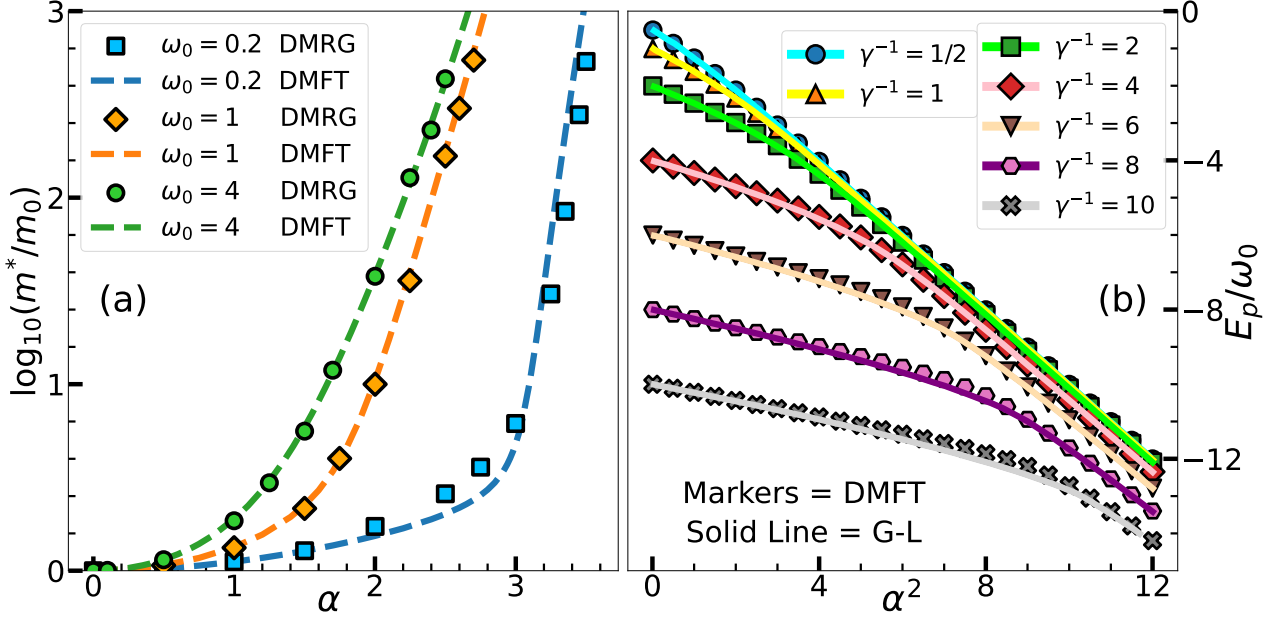 3
2
1
0
log₁₀(m*/m₀)
ω₀ = 0.2 DMRG
ω₀ = 0.2 DMFT
ω₀ = 1 DMRG
ω₀ = 1 DMFT
ω₀ = 4 DMRG
ω₀ = 4 DMFT
(a)
0 1 2 3
α
γ⁻¹ = 1/2
γ⁻¹ = 1
γ⁻¹ = 2
γ⁻¹ = 4
γ⁻¹ = 6
γ⁻¹ = 8
γ⁻¹ = 10
(b)
Markers = DMFT
Solid Line = G-L
0 4 8 12
α²
0
−4
−8
−12
Eₚ/ω₀